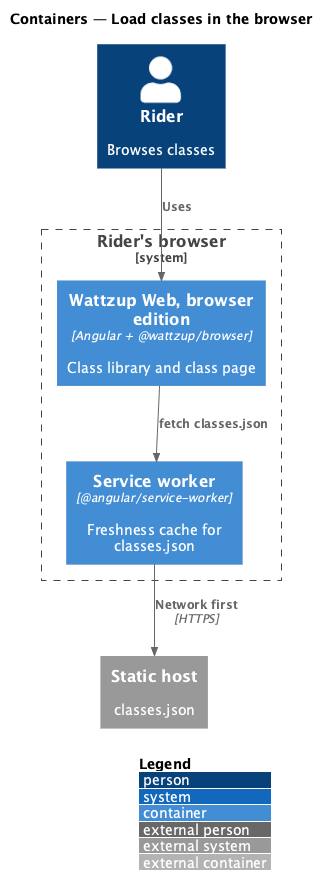 Containers — Load classes in the browser
Rider
Browses classes
Uses
Rider's browser
[system]
Wattzup Web, browser
edition
[Angular + @wattzup/browser]
Class library and class page
fetch classes.json
Service worker
[@angular/service-worker]
Freshness cache for
classes.json
Network first
[HTTPS]
Static host
classes.json
Legend
person
system
container
external person
external system
external container